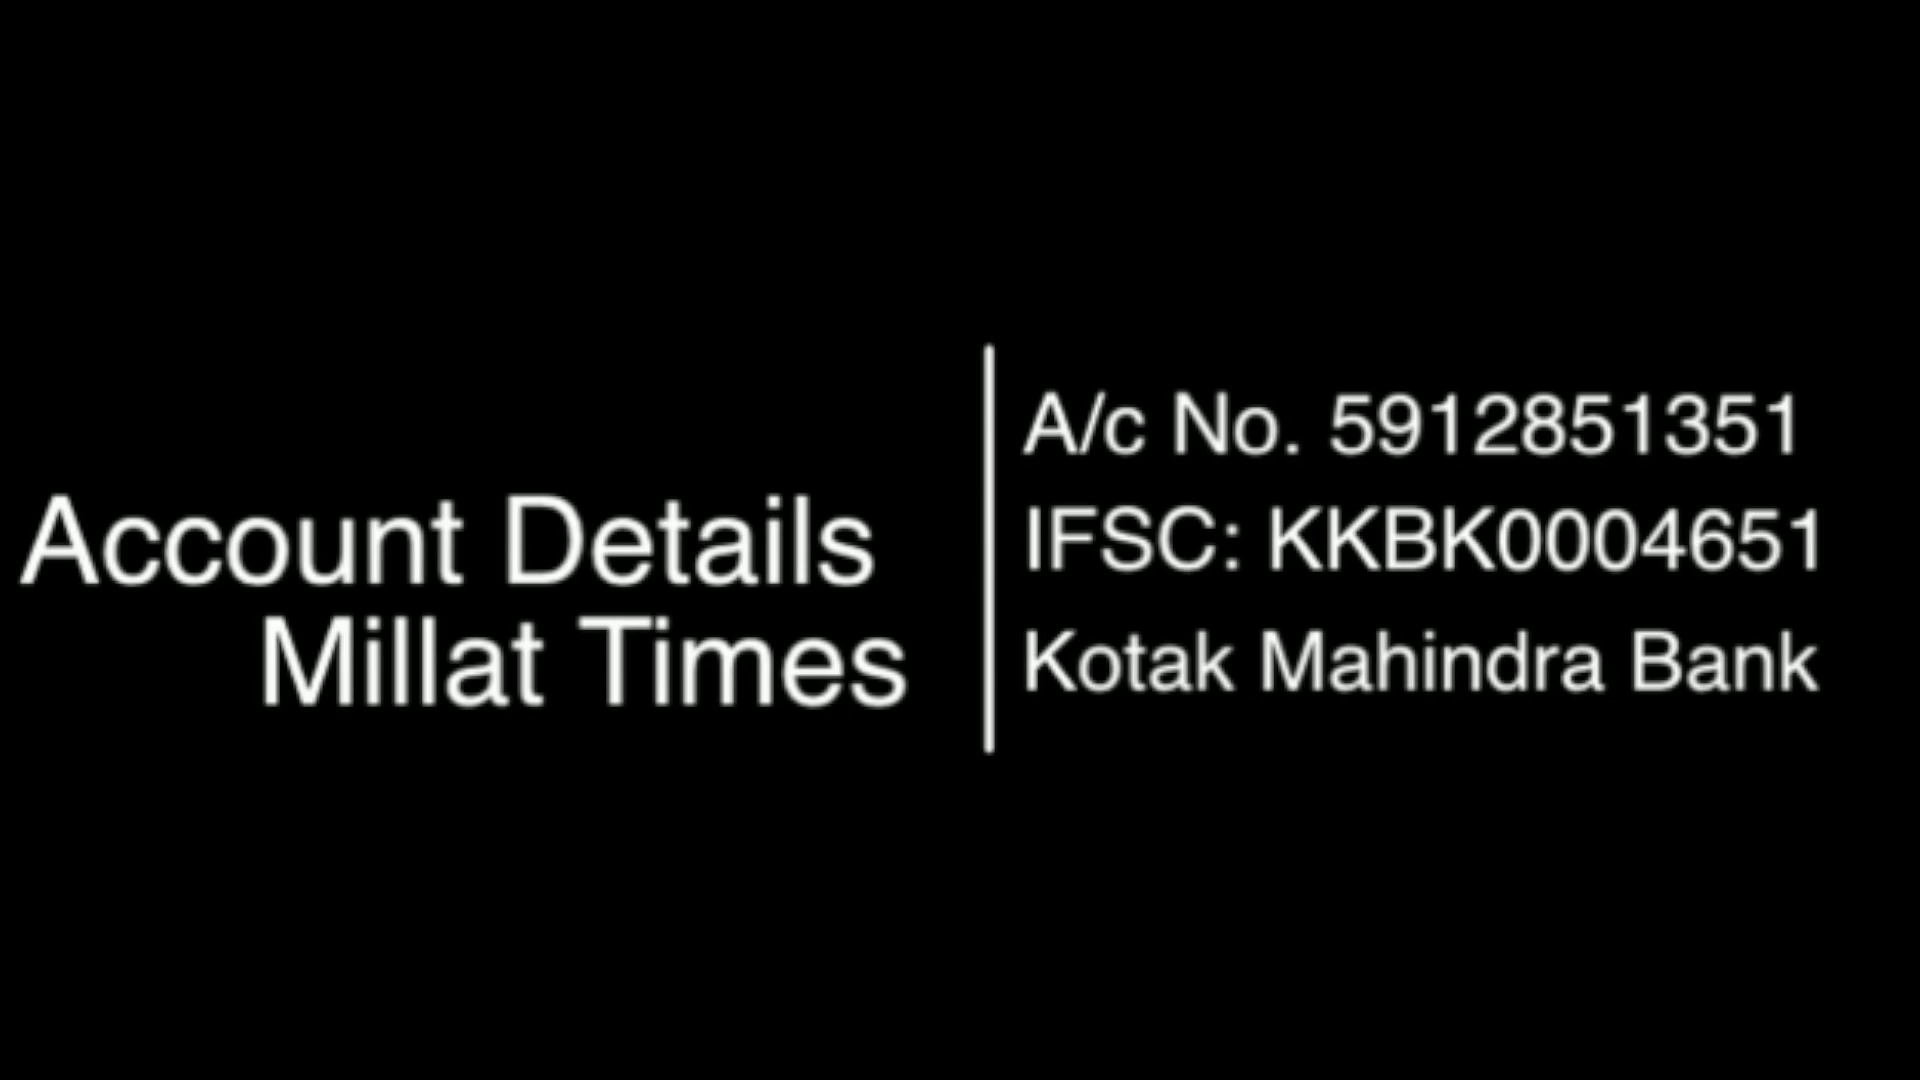 Account Details
Millat Times
A/c No. 5912851351
IFSC: KKBK0004651
Kotak Mahindra Bank